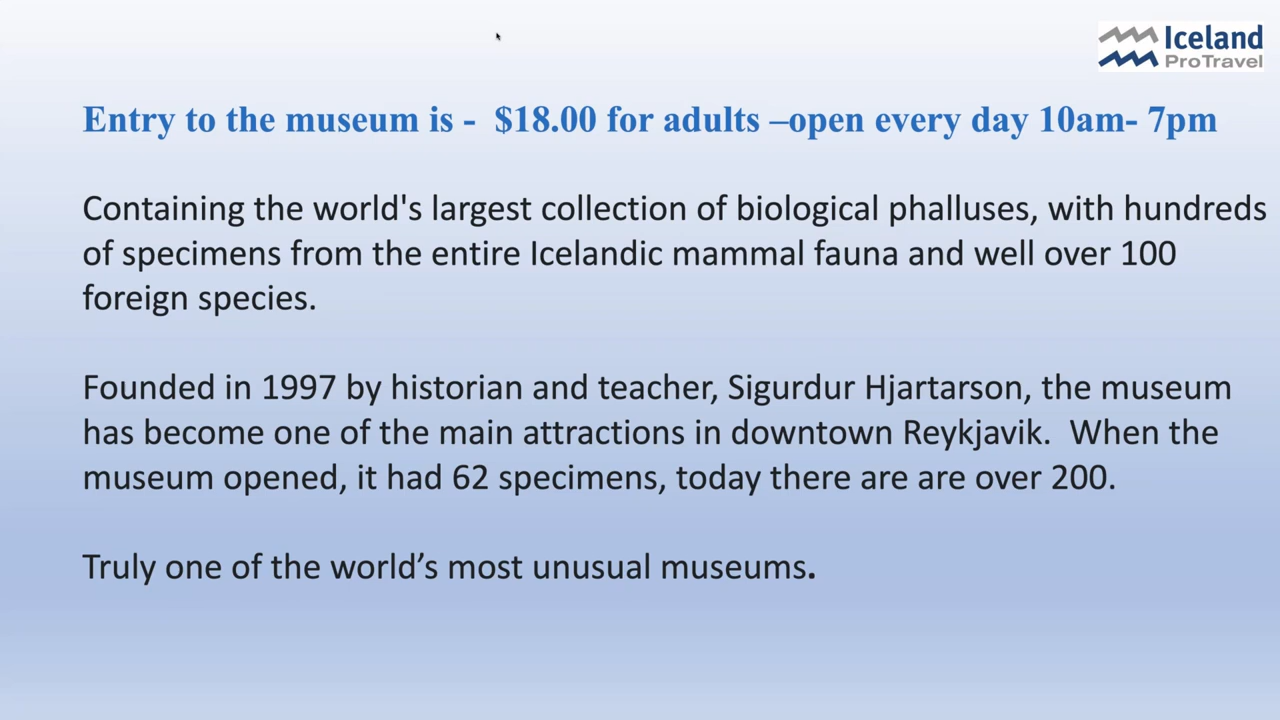 Iceland
ProTravel
Entry to the museum is -  $18.00 for adults –open every day 10am- 7pm
Containing the world's largest collection of biological phalluses, with hundreds
of specimens from the entire Icelandic mammal fauna and well over 100
foreign species.
Founded in 1997 by historian and teacher, Sigurdur Hjartarson, the museum
has become one of the main attractions in downtown Reykjavik.  When the
museum opened, it had 62 specimens, today there are are over 200.
Truly one of the world’s most unusual museums.